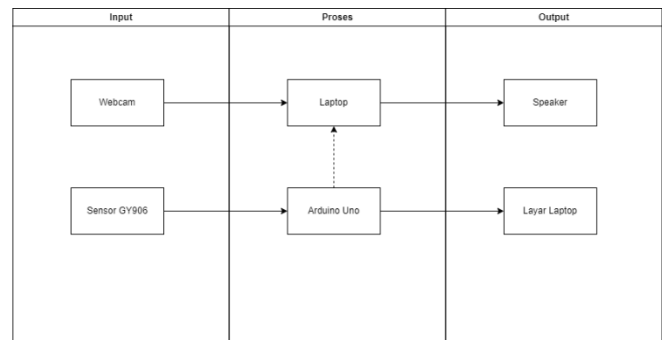 Input
Proses
Output
Webcam
Laptop
Speaker
Sensor GY906
Arduino Uno
Layar Laptop